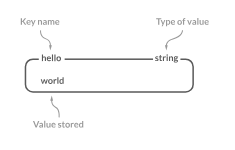 Key name
Type of value
hello
string
world
Value stored